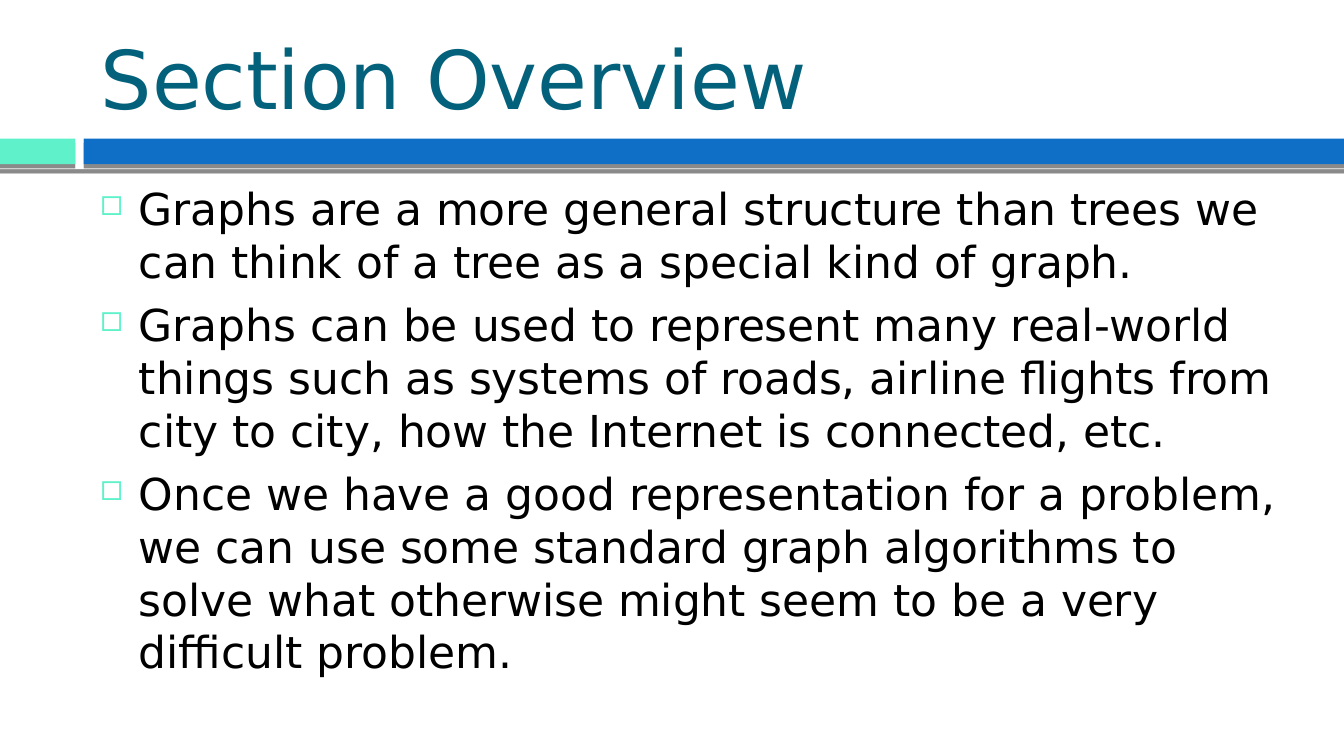 Section Overview
Graphs are a more general structure than trees we
can think of a tree as a special kind of graph.
Graphs can be used to represent many real-world
things such as systems of roads, airline flights from
city to city, how the Internet is connected, etc.
Once we have a good representation for a problem,
we can use some standard graph algorithms to
solve what otherwise might seem to be a very
difficult problem.